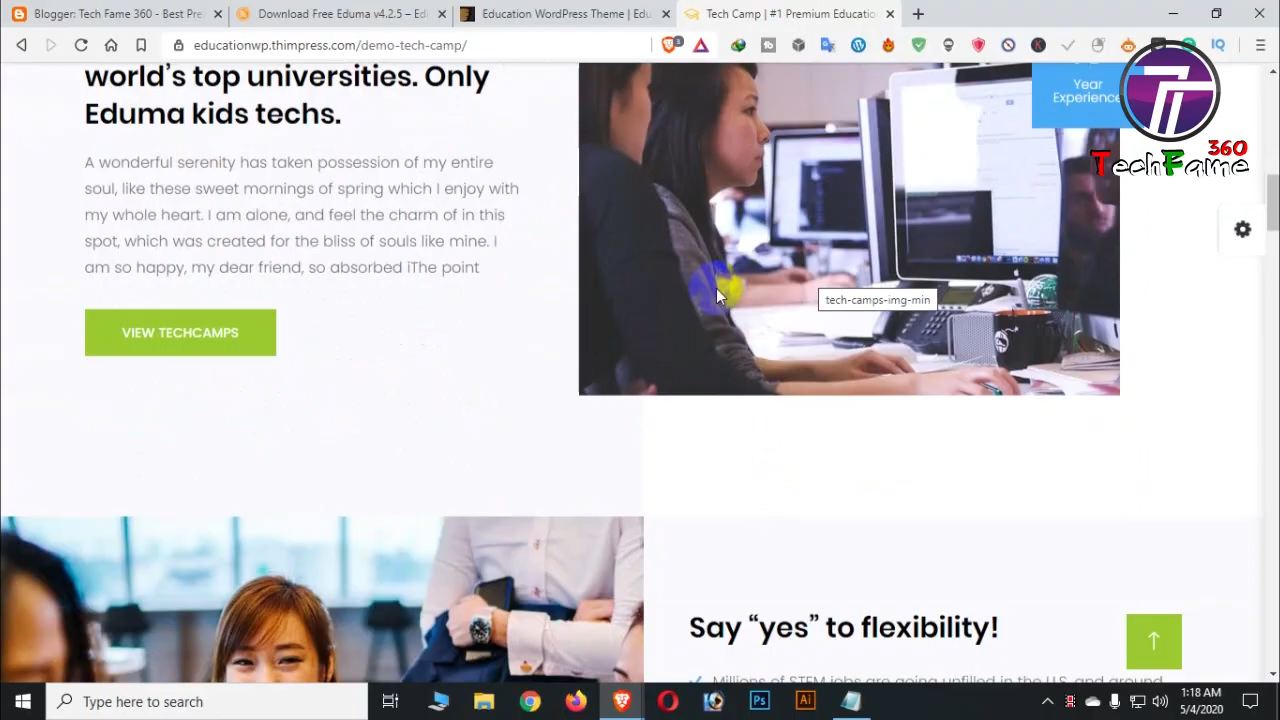 Blogger: Tech Fame 360 - Best Pre
Download Free Eduma v4.2.5 – Ed
Education WordPress Theme | Edu
Tech Camp | #1 Premium Educatio
educationwp.thimpress.com/demo-tech-camp/
3
IQ
world's top universities. Only
Eduma kids techs.
A wonderful serenity has taken possession of my entire
soul, like these sweet mornings of spring which I enjoy with
my whole heart. I am alone, and feel the charm of in this
spot, which was created for the bliss of souls like mine. I
am so happy, my dear friend, so absorbed iThe point
VIEW TECHCAMPS
Year
Experience
360
TechFame
tech-camps-img-min
Say “yes” to flexibility!
Millions of STEM jobs are going unfilled in the U.S. and around
Type here to search
Ps
Ai
1:18 AM
5/4/2020